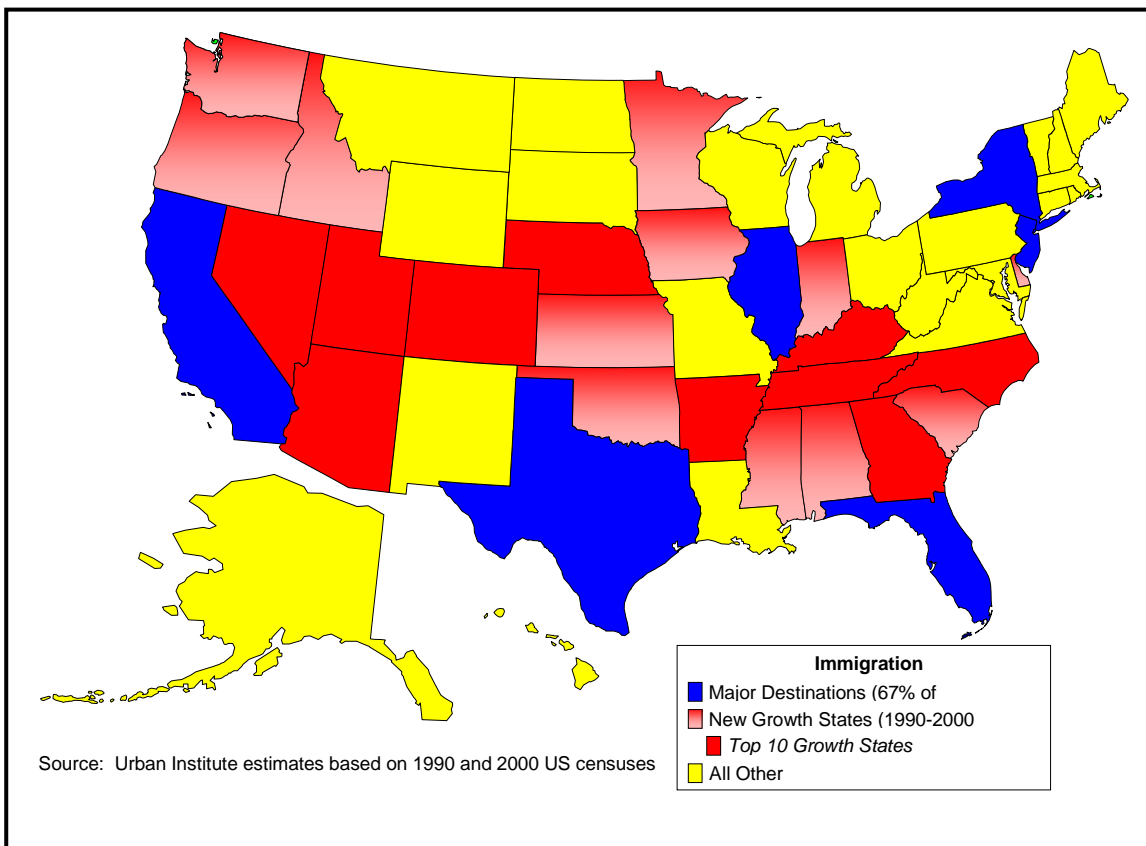 Immigration
Major Destinations (67% of
New Growth States (1990-2000
Top 10 Growth States
All Other
Source: Urban Institute estimates based on 1990 and 2000 US censuses